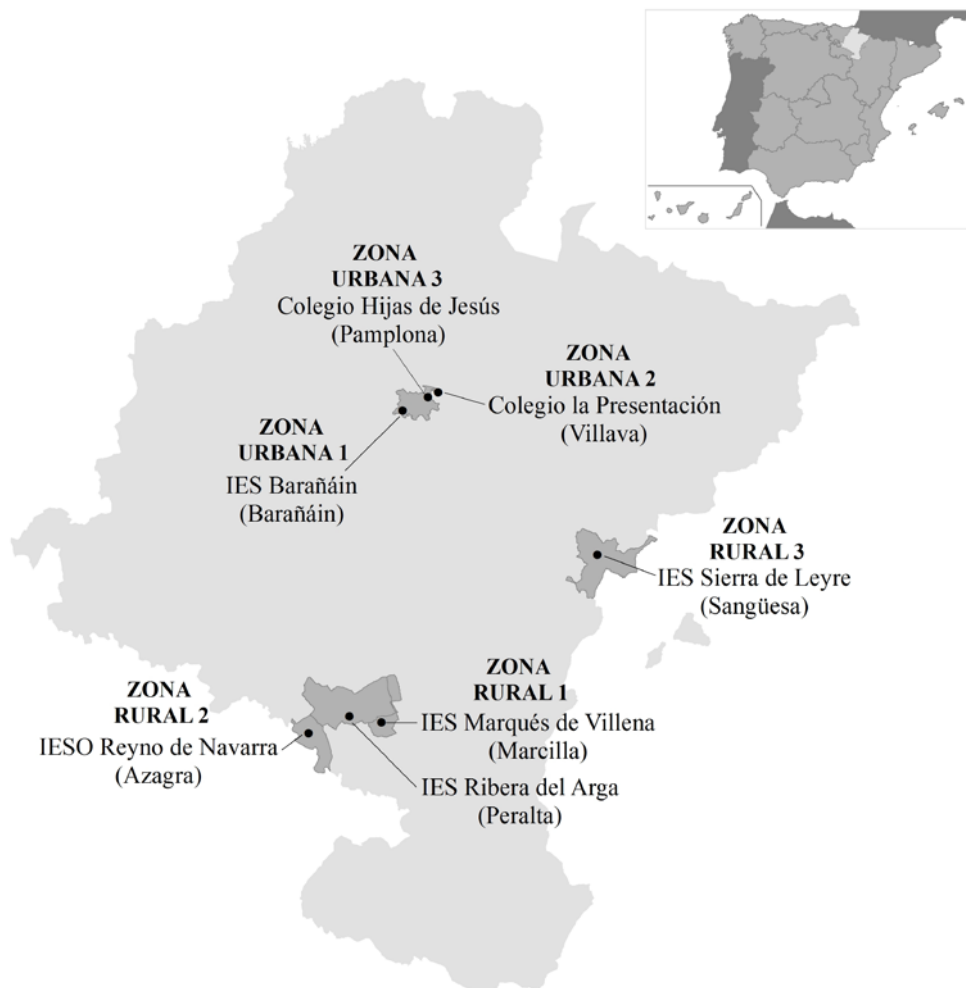 ZONA
URBANA 3
Colegio Hijas de Jesús
(Pamplona)
ZONA
URBANA 2
Colegio la Presentación
(Villava)
ZONA
URBANA 1
IES Barañáin
(Barañáin)
ZONA
RURAL 3
IES Sierra de Leyre
(Sangüesa)
ZONA
RURAL 2
IESO Reyno de Navarra
(Azagra)
ZONA
RURAL 1
IES Marqués de Villena
(Marcilla)
IES Ribera del Arga
(Peralta)